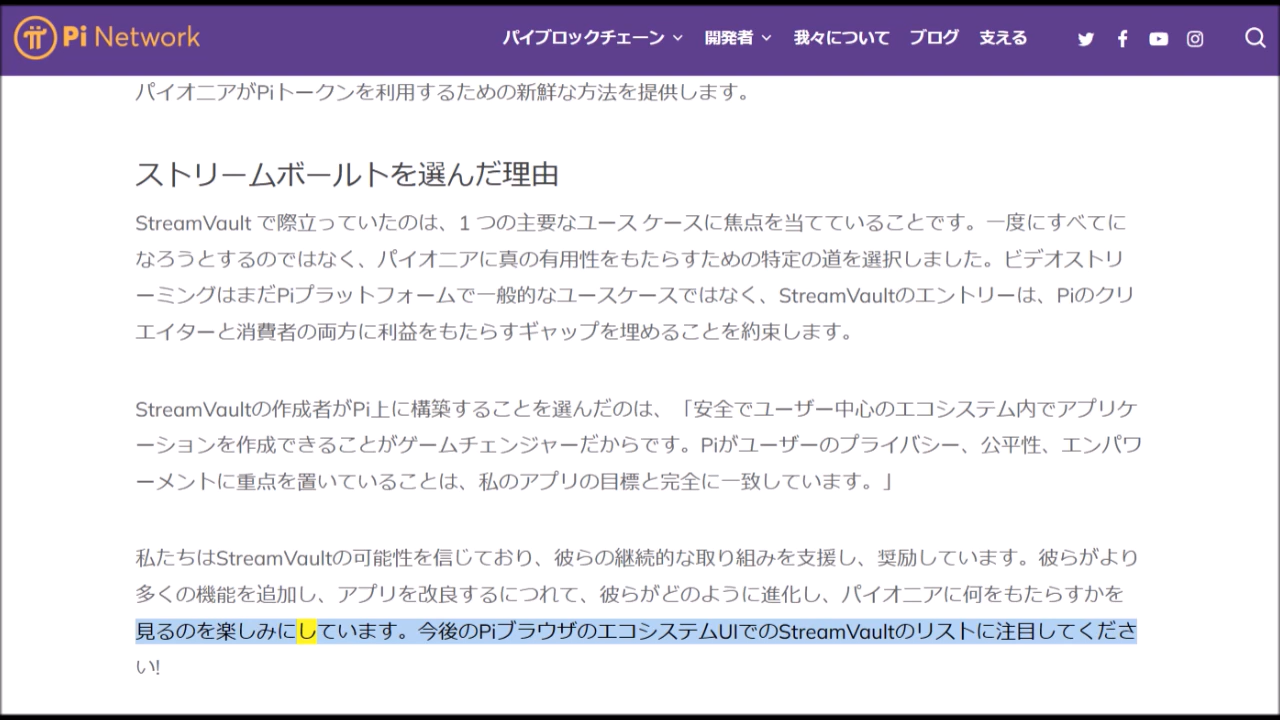 Pi Network
パイブロックチェーン 開発者 我々について ブログ 支える
パイオニアがPiトークンを利用するための新鮮な方法を提供します。
ストリームボールトを選んだ理由
StreamVault で際立っていたのは、1 つの主要なユース ケースに焦点を当てていることです。一度にすべてに
なろうとするのではなく、パイオニアに真の有用性をもたらすための特定の道を選択しました。ビデオストリ
ーミングはまだPiプラットフォームで一般的なユースケースではなく、StreamVaultのエントリーは、Piのクリ
エイターと消費者の両方に利益をもたらすギャップを埋めることを約束します。
StreamVaultの作成者がPi上に構築することを選んだのは、「安全でユーザー中心のエコシステム内でアプリケ
ーションを作成できることがゲームチェンジャーだからです。Piがユーザーのプライバシー、公平性、エンパワ
ーメントに重点を置いていることは、私のアプリの目標と完全に一致しています。」
私たちはStreamVaultの可能性を信じており、彼らの継続的な取り組みを支援し、奨励しています。彼らがより
多くの機能を追加し、アプリを改良するにつれて、彼らがどのように進化し、パイオニアに何をもたらすかを
見るのを楽しみにしています。今後のPiブラウザのエコシステムUIでのStreamVaultのリストに注目してくださ
い!